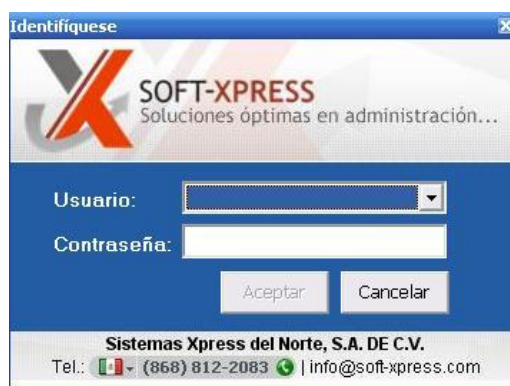 Identifíquese
SOFT-XPRESS
Soluciones óptimas en administración...
Usuario:
Contraseña:
Aceptar Cancelar
Sistemas Xpress del Norte, S.A. DE C.V.
Tel.: (868) 812-2083 | info@soft-xpress.com